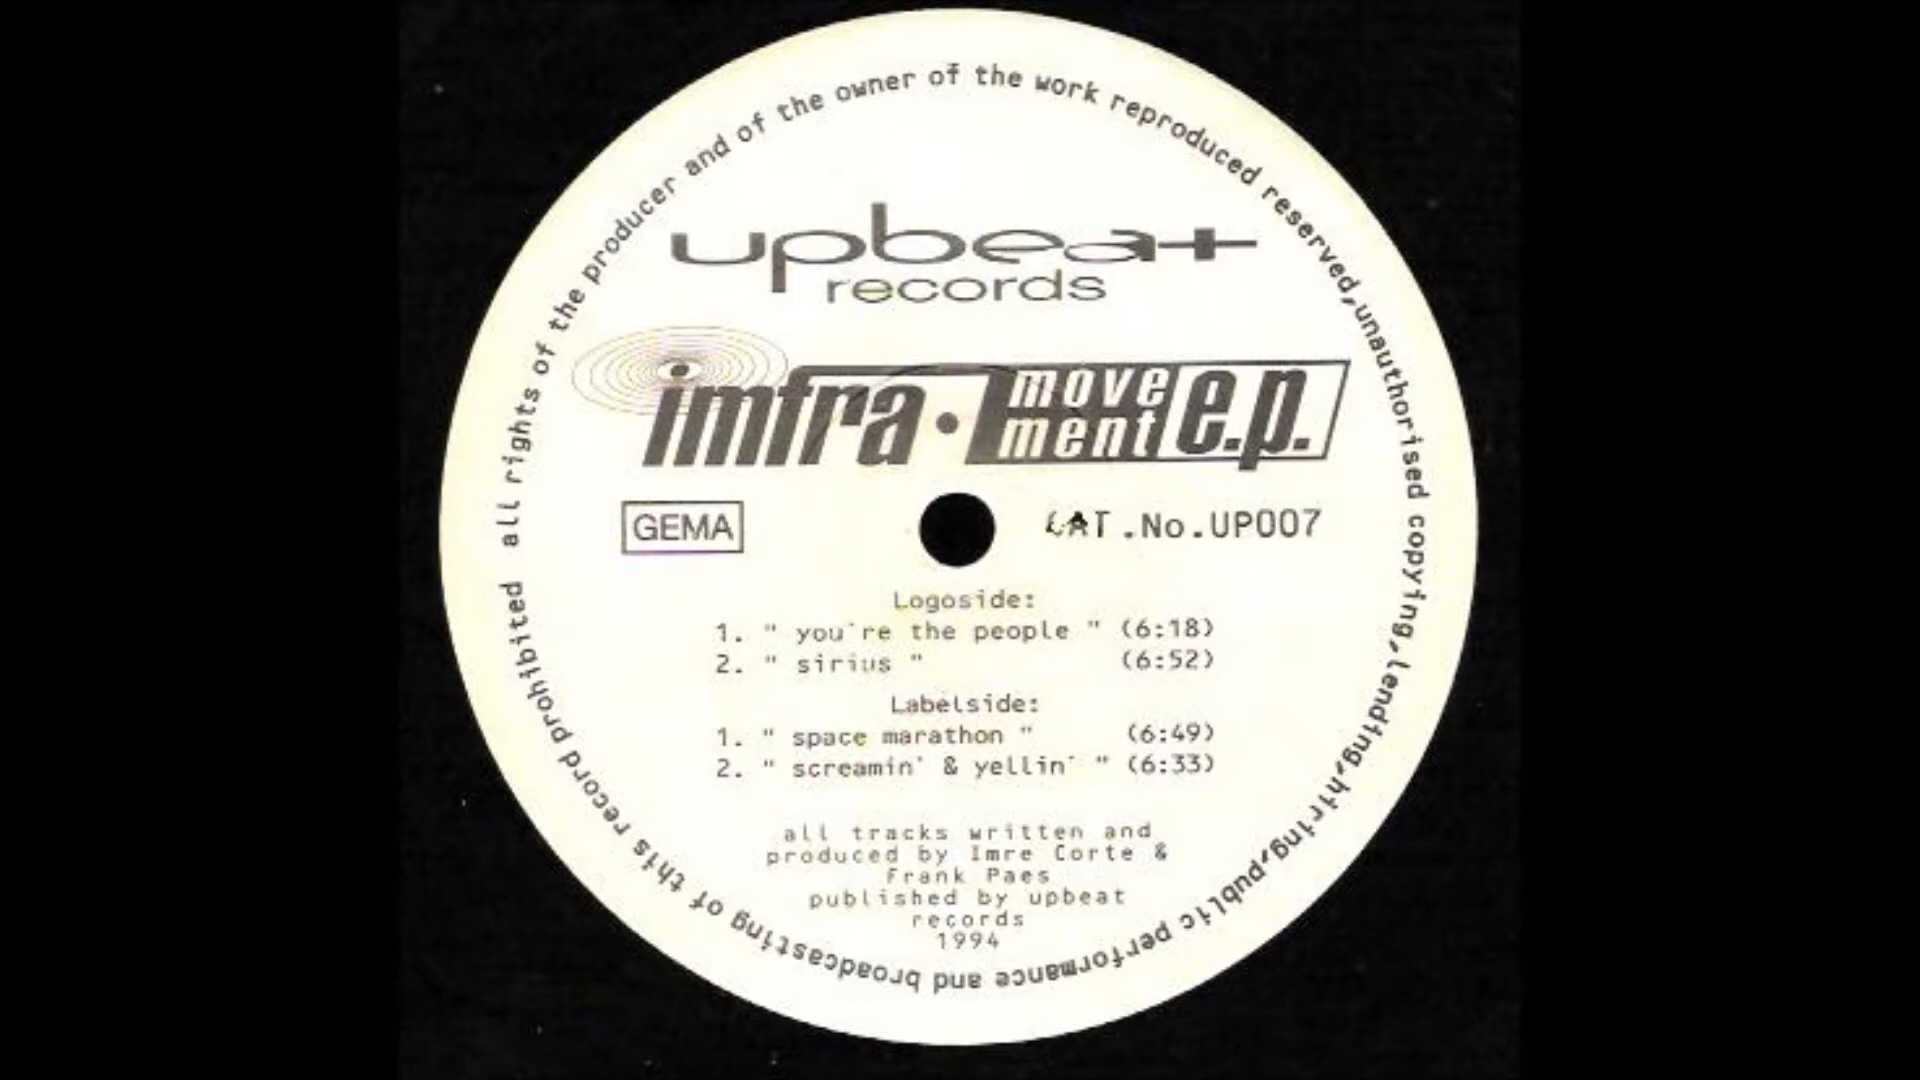 all rights of the producer and of the owner of the work reproduced reserved,unauthorised copying,lending,hiring,public performance and broadcasting of this record prohibited
upbeat
records
imfra · movement e.p.
GEMA
CAT.No.UP007
Logoside:
1. " you're the people " (6:18)
2. " sirius " (6:52)
Labelside:
1. " space marathon " (6:49)
2. " screamin' & yellin' " (6:33)
all tracks written and
produced by Imre Corte &
Frank Paes
published by upbeat
records
1994